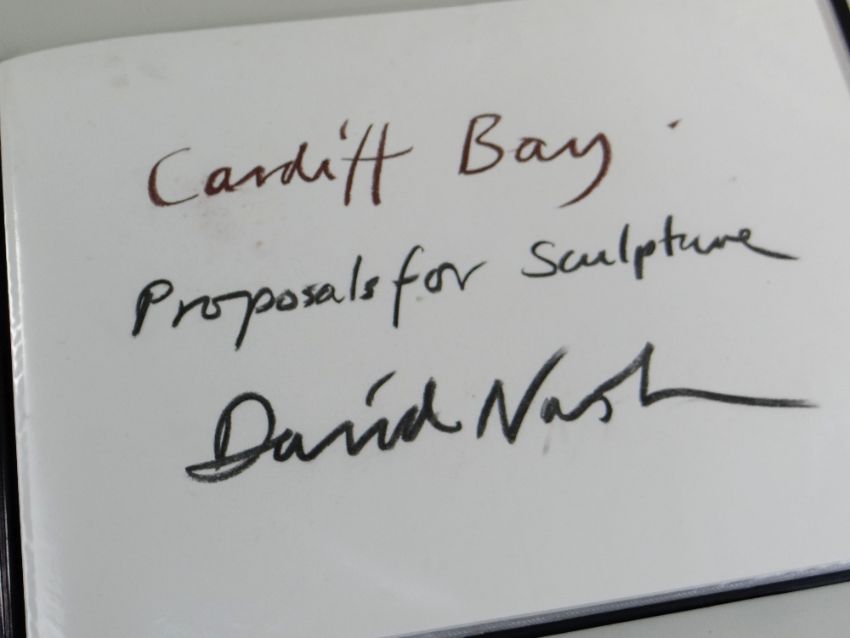 Cardiff Bay.
Proposals for Sculpture
David Nash